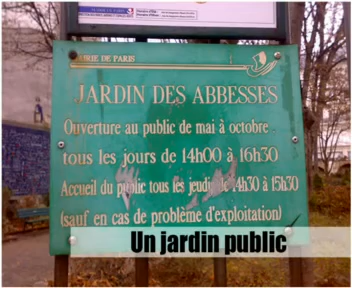 MAIRIE DE PARIS
JARDIN DES ABBESSES
Ouverture au public de mai à octobre
tous les jours de 14h00 à 16h30
Accueil du public tous les jeudis de 14h30 à 15h30
(sauf en cas de problème d'exploitation)
Un jardin public